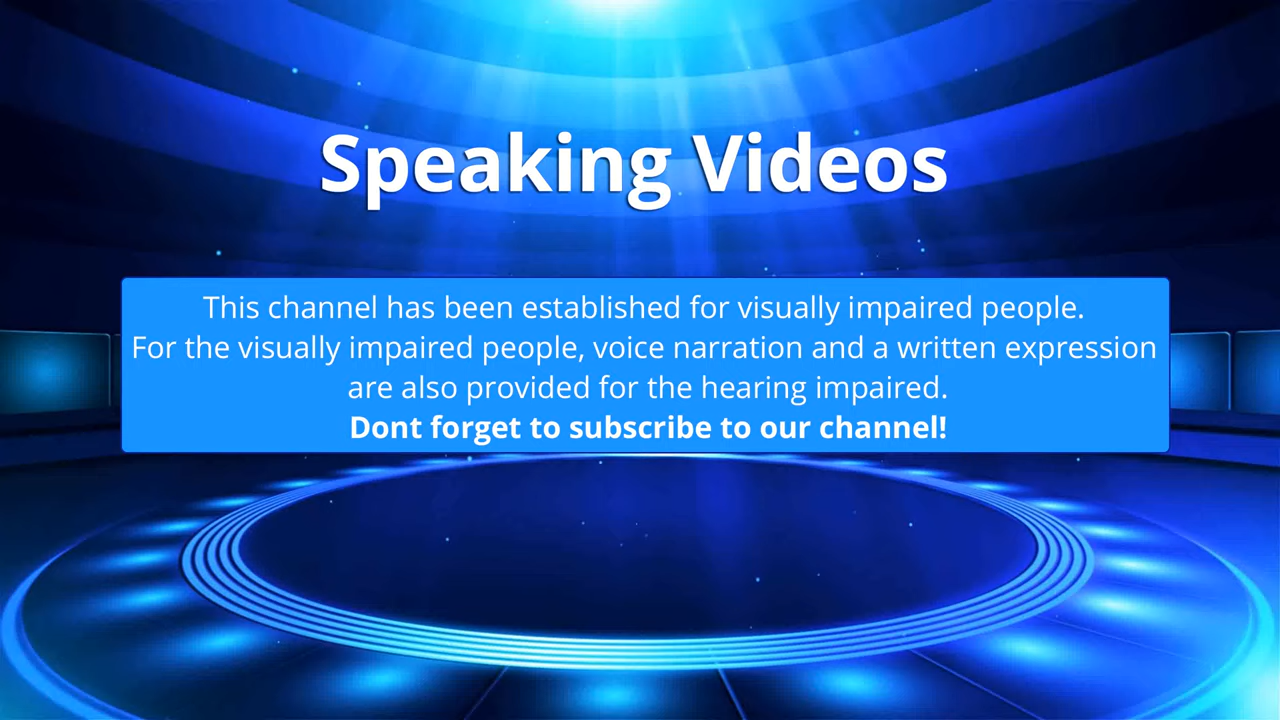 Speaking Videos
This channel has been established for visually impaired people.
For the visually impaired people, voice narration and a written expression
are also provided for the hearing impaired.
Dont forget to subscribe to our channel!